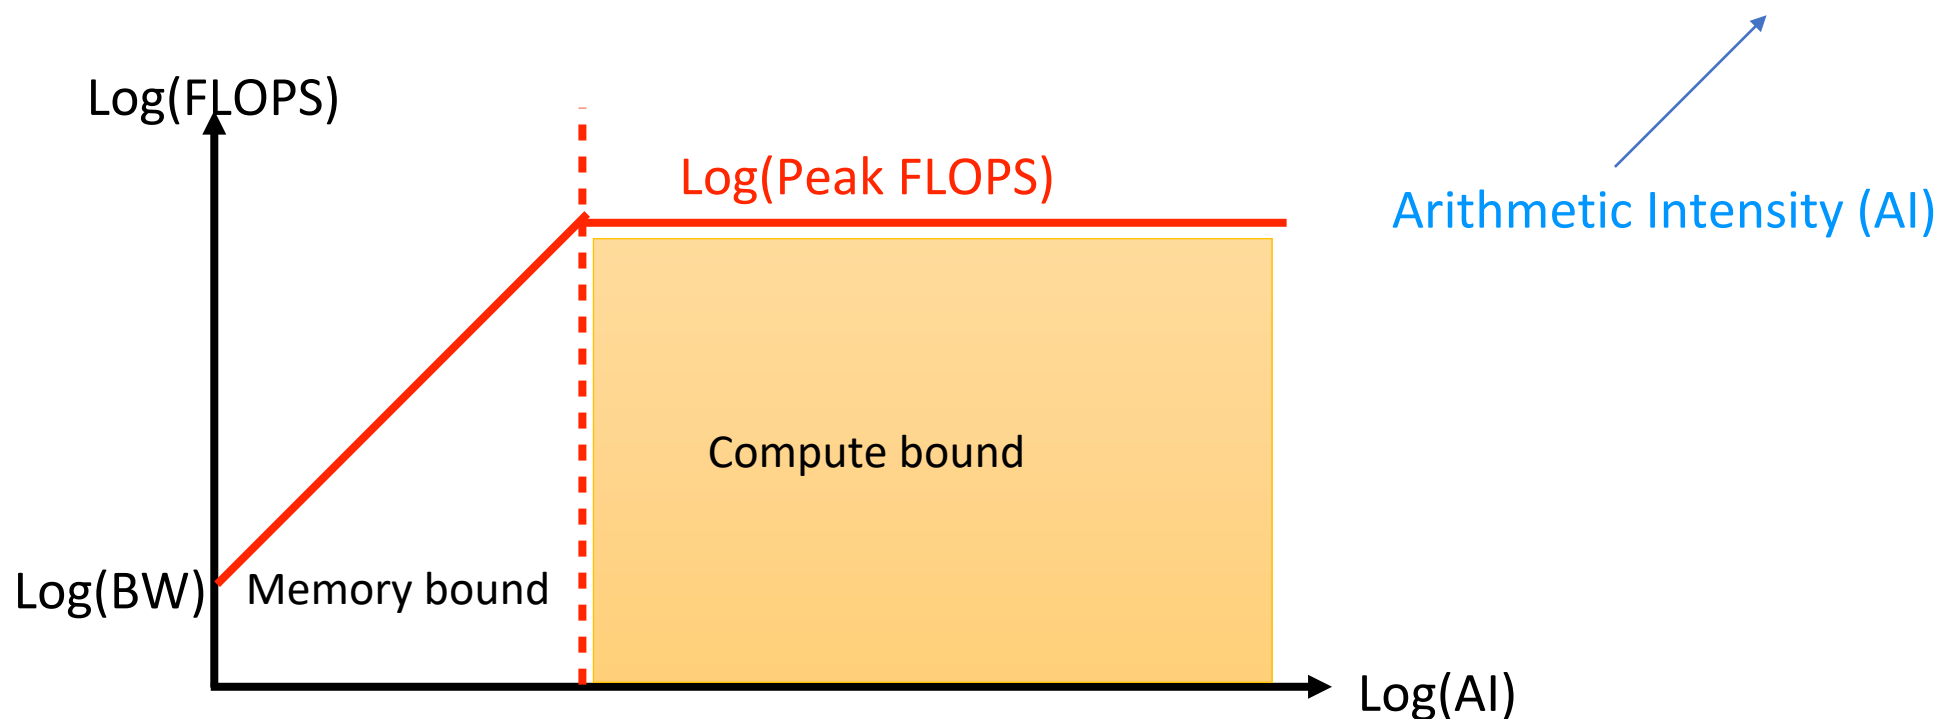 Log(FLOPS)
Log(Peak FLOPS)
Arithmetic Intensity (AI)
Compute bound
Log(BW)
Memory bound
Log(AI)